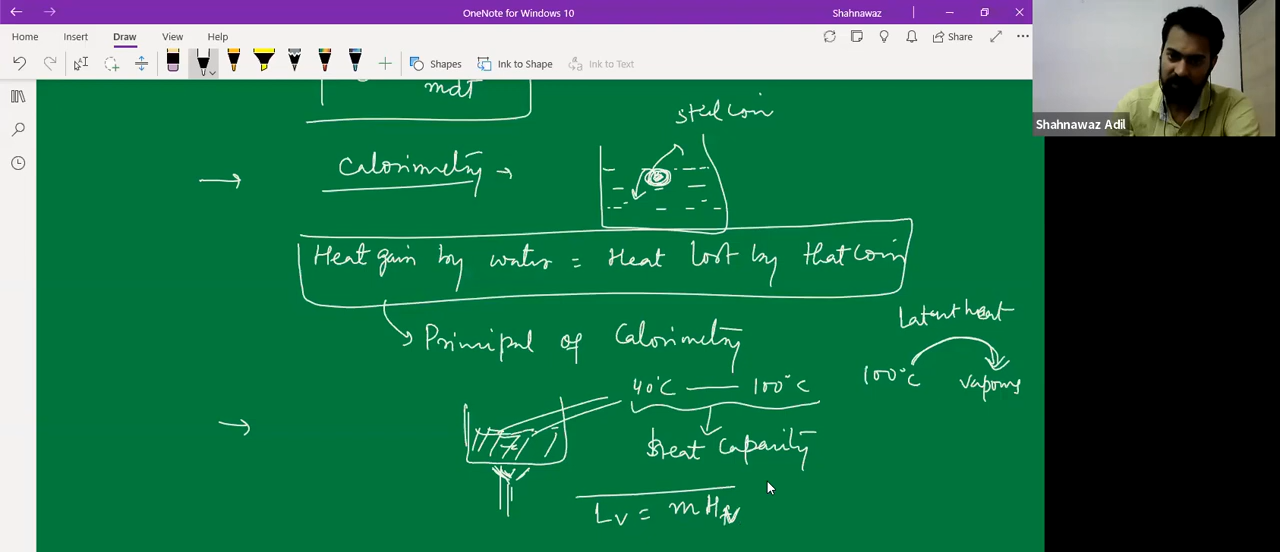 OneNote for Windows 10
Shahnawaz
Home Insert Draw View Help
Share
Shapes Ink to Shape Ink to Text
mdT
steel coin
Calorimetry
Heat gain by water = Heat lost by that coin
Principal of Calorimetry
Latent heat
100°C vapours
40°C 100°C
Heat Capacity
Lv = mHv
Shahnawaz Adil